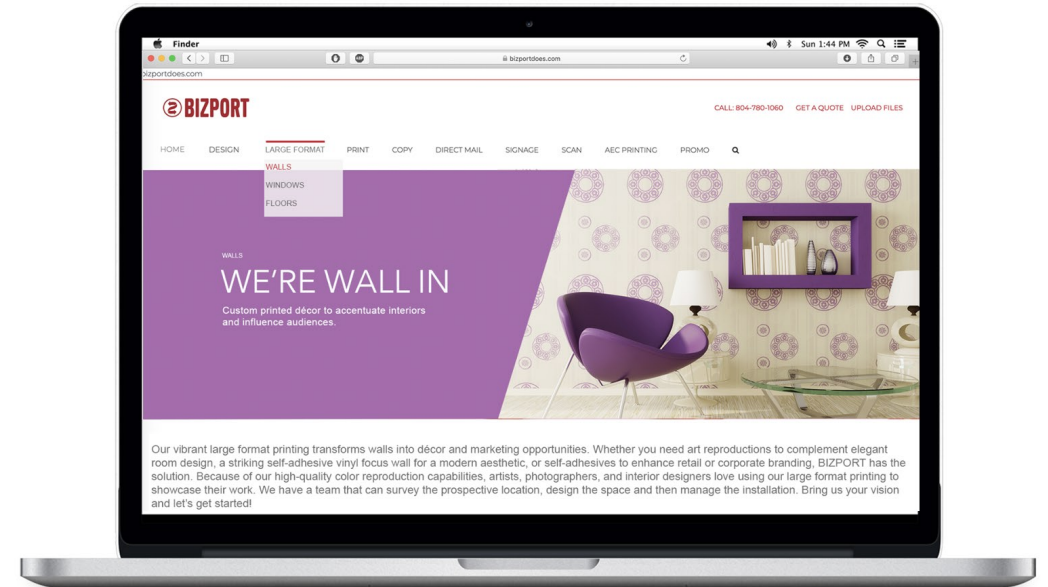 Finder
Sun 1:44 PM
ABP
bizportdoes.com
bizportdoes.com
BIZPORT
CALL: 804-780-1060 GET A QUOTE UPLOAD FILES
HOME DESIGN LARGE FORMAT PRINT COPY DIRECT MAIL SIGNAGE SCAN AEC PRINTING PROMO
WALLS
WINDOWS
FLOORS
WALLS
WE'RE WALL IN
Custom printed décor to accentuate interiors
and influence audiences.
Our vibrant large format printing transforms walls into décor and marketing opportunities. Whether you need art reproductions to complement elegant
room design, a striking self-adhesive vinyl focus wall for a modern aesthetic, or self-adhesives to enhance retail or corporate branding, BIZPORT has the
solution. Because of our high-quality color reproduction capabilities, artists, photographers, and interior designers love using our large format printing to
showcase their work. We have a team that can survey the prospective location, design the space and then manage the installation. Bring us your vision
and let's get started!